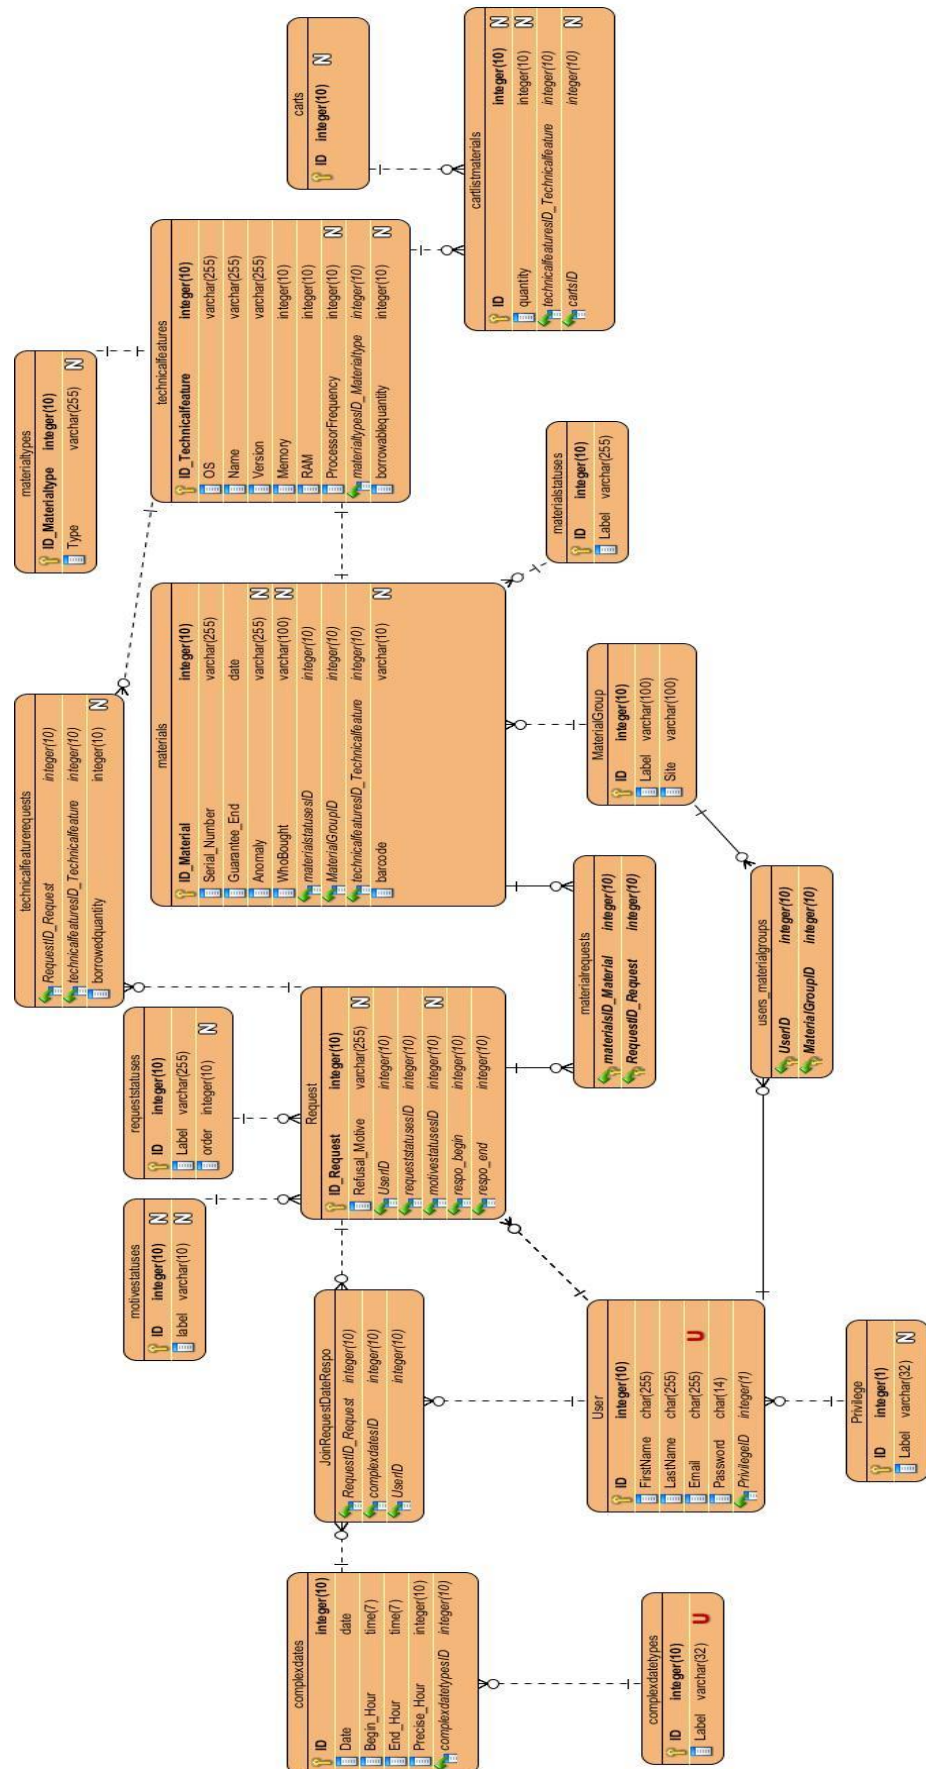 carts
ID integer(10) N
cartlistmaterials
ID integer(10) N
quantity integer(10) N
technicalfeaturesID_Technicalfeature integer(10)
cartsID integer(10) N
materialtypes
ID_Materialtype integer(10)
Type varchar(255) N
technicalfeatures
ID_Technicalfeature integer(10)
OS varchar(255)
Name varchar(255)
Version varchar(255)
Memory integer(10)
RAM integer(10)
ProcessorFrequency integer(10) N
materialtypesID_Materialtype integer(10)
borrowablequantity integer(10) N
technicalfeaturerequests
RequestID_Request integer(10)
technicalfeaturesID_Technicalfeature integer(10)
borrowedquantity integer(10) N
materials
ID_Material integer(10)
Serial_Number varchar(255)
Guarantee_End date
Anomaly varchar(255) N
WhoBought varchar(100) N
materialstatusesID integer(10)
MaterialGroupID integer(10)
technicalfeaturesID_Technicalfeature integer(10)
barcode varchar(10) N
materialstatuses
ID integer(10)
Label varchar(255)
MaterialGroup
ID integer(10)
Label varchar(100)
Site varchar(100)
requeststatuses
ID integer(10)
Label varchar(255)
order integer(10) N
motivestatuses
ID integer(10) N
label varchar(10) N
Request
ID_Request integer(10)
Refusal_Motive varchar(255) N
UserID integer(10)
requeststatusesID integer(10)
motivestatusesID integer(10) N
respo_begin integer(10)
respo_end integer(10)
materialrequests
materialsID_Material integer(10)
RequestID_Request integer(10)
users_materialgroups
UserID integer(10)
MaterialGroupID integer(10)
JoinRequestDateRespo
RequestID_Request integer(10)
complexdatesID integer(10)
UserID integer(10)
User
ID integer(10)
FirstName char(255)
LastName char(255)
Email char(255) U
Password char(14)
PrivilegeID integer(1)
Privilege
ID integer(1)
Label varchar(32) N
complexdates
ID integer(10)
Date date
Begin_Hour time(7)
End_Hour time(7)
Precise_Hour integer(10)
complexdatetypesID integer(10)
complexdatetypes
ID integer(10)
Label varchar(32) U